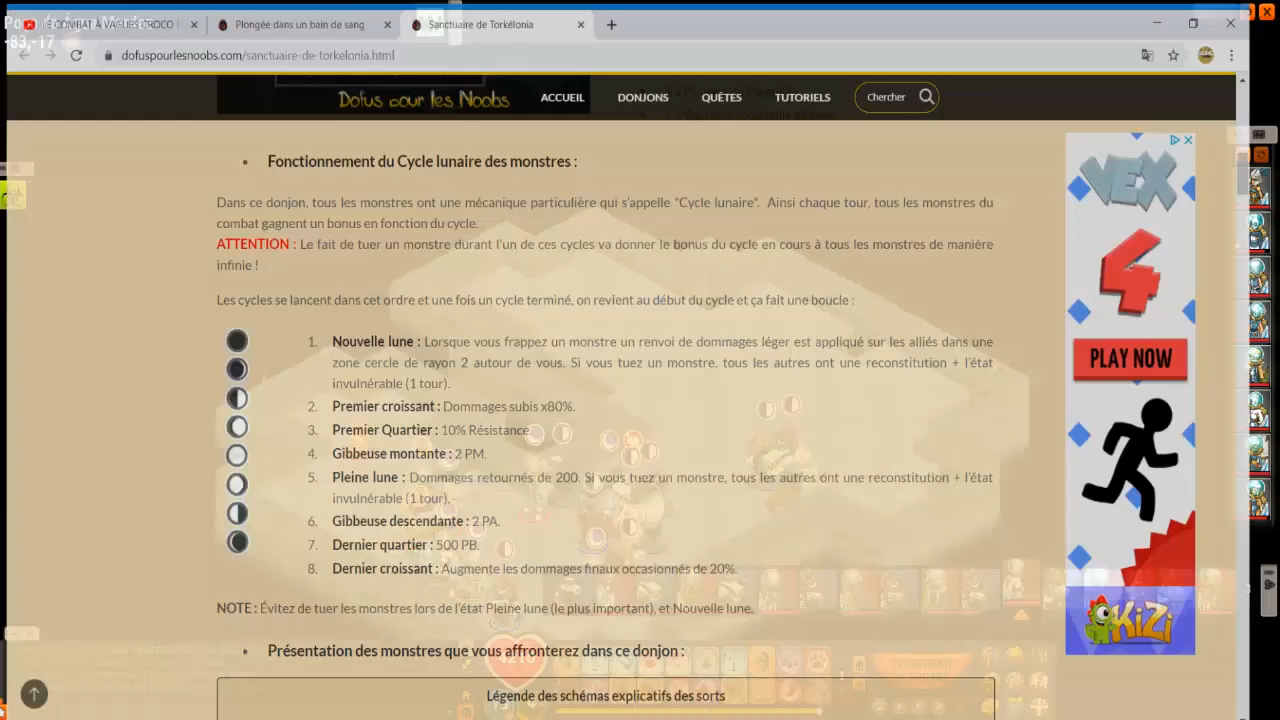 COMBAT À VAGUES
Plongée dans un bain de sang
Sanctuaire de Torkélonia
-83,-17
dofuspourlesnoobs.com/sanctuaire-de-torkelonia.html
Dofus pour les Noobs
ACCUEIL
DONJONS
QUÊTES
TUTORIELS
Chercher
Fonctionnement du Cycle lunaire des monstres :
Dans ce donjon, tous les monstres ont une mécanique particulière qui s'appelle "Cycle lunaire". Ainsi chaque tour, tous les monstres du
combat gagnent un bonus en fonction du cycle.
ATTENTION : Le fait de tuer un monstre durant l'un de ces cycles va donner le bonus du cycle en cours à tous les monstres de manière
infinie !
Les cycles se lancent dans cet ordre et une fois un cycle terminé, on revient au début du cycle et ça fait une boucle :
1. Nouvelle lune : Lorsque vous frappez un monstre un renvoi de dommages léger est appliqué sur les alliés dans une
zone cercle de rayon 2 autour de vous. Si vous tuez un monstre, tous les autres ont une reconstitution + l'état
invulnérable (1 tour).
2. Premier croissant : Dommages subis x80%.
3. Premier Quartier : 10% Résistance.
4. Gibbeuse montante : 2 PM.
5. Pleine lune : Dommages retournés de 200. Si vous tuez un monstre, tous les autres ont une reconstitution + l'état
invulnérable (1 tour).
6. Gibbeuse descendante : 2 PA.
7. Dernier quartier : 500 PB.
8. Dernier croissant : Augmente les dommages finaux occasionnés de 20%.
NOTE : Évitez de tuer les monstres lors de l'état Pleine lune (le plus important), et Nouvelle lune.
Présentation des monstres que vous affronterez dans ce donjon :
Légende des schémas explicatifs des sorts
VEX
4
PLAY NOW
KiZi
4210